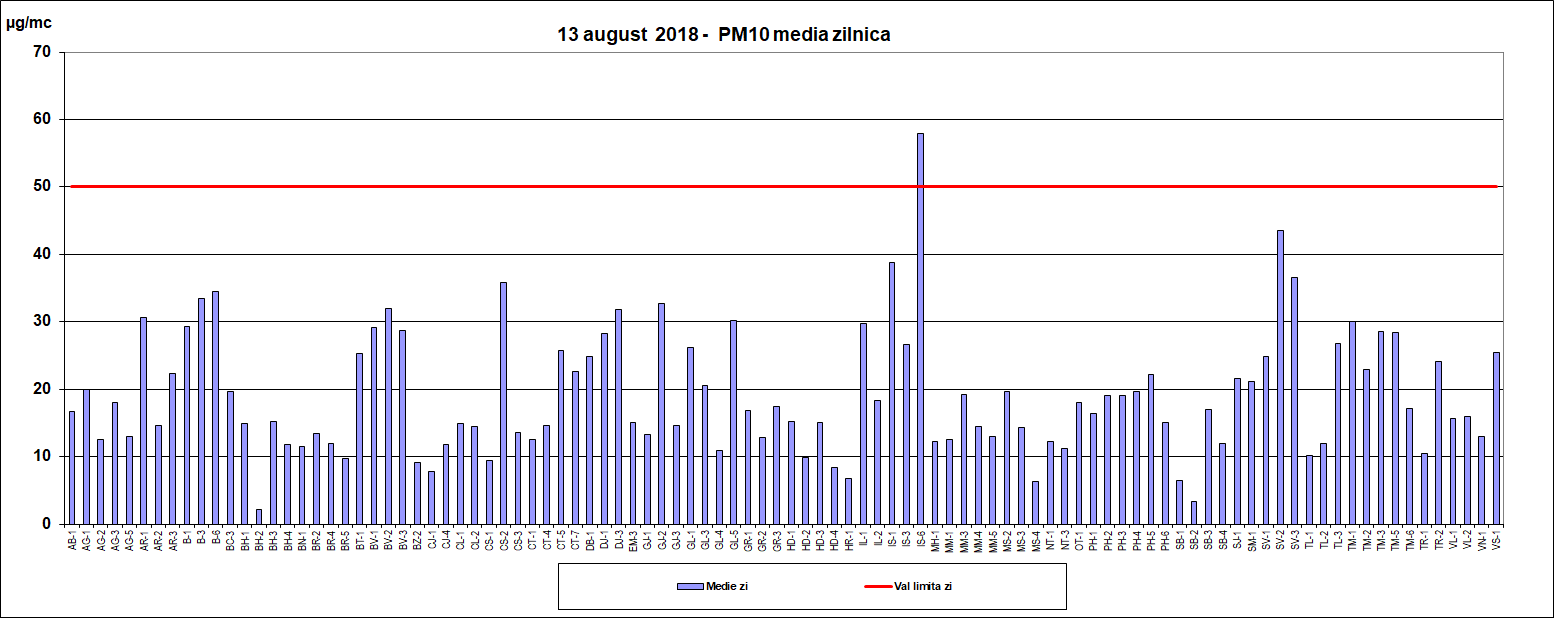 µg/mc
13 august 2018 - PM10 media zilnica
70
60
50
40
30
20
10
0
AB-1 AG-1 AG-2 AG-3 AG-5 AR-1 AR-2 AR-3 B-1 B-3 B-6 BC-3 BH-1 BH-2 BH-3 BH-4 BN-1 BR-2 BR-4 BR-5 BT-1 BV-1 BV-2 BV-3 BZ-2 CJ-1 CJ-4 CL-1 CL-2 CS-1 CS-2 CS-3 CT-1 CT-4 CT-5 CT-7 DB-1 DJ-1 DJ-3 EM-3 GJ-1 GJ-2 GJ-3 GL-1 GL-3 GL-4 GL-5 GR-1 GR-2 GR-3 HD-1 HD-2 HD-3 HD-4 HR-1 IL-1 IL-2 IS-1 IS-3 IS-6 MH-1 MM-1 MM-3 MM-4 MM-5 MS-2 MS-3 MS-4 NT-1 NT-3 OT-1 PH-1 PH-2 PH-3 PH-4 PH-5 PH-6 SB-1 SB-2 SB-3 SB-4 SJ-1 SM-1 SV-1 SV-2 SV-3 TL-1 TL-2 TL-3 TM-1 TM-2 TM-3 TM-5 TM-6 TR-1 TR-2 VL-1 VL-2 VN-1 VS-1
Medie zi Val limita zi